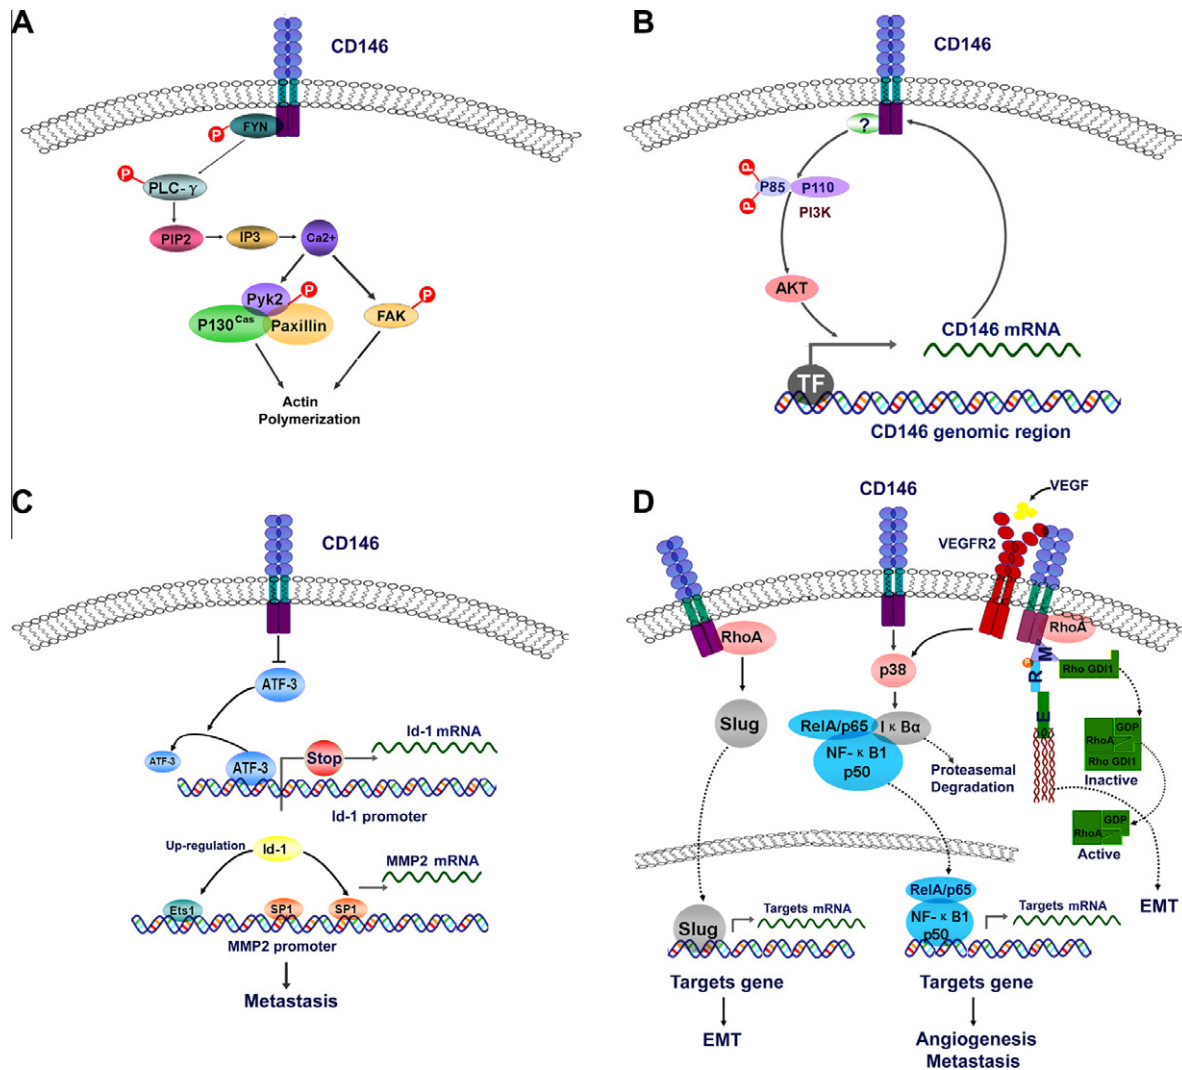 A
CD146
FYN
P
P
PLC- γ
PIP2
IP3
Ca2+
Pyk2
P
P130Cas
Paxillin
P
FAK
Actin
Polymerization
B
CD146
?
P
P
P85
P110
PI3K
AKT
CD146 mRNA
TF
CD146 genomic region
C
CD146
ATF-3
ATF-3
ATF-3
Stop
Id-1 mRNA
Id-1 promoter
Up-regulation
Id-1
MMP2 mRNA
Ets1
SP1
SP1
MMP2 promoter
Metastasis
D
CD146
VEGF
VEGFR2
RhoA
RhoA
p38
P
M
R
E
Rho GDI1
Slug
RelA/p65
I κ Bα
NF- κ B1
p50
Proteasemal
Degradation
GDP
RhoA
Rho GDI1
Inactive
GDP
RhoA
Active
EMT
Slug
Targets mRNA
Targets gene
EMT
RelA/p65
NF- κ B1
p50
Targets mRNA
Targets gene
Angiogenesis
Metastasis